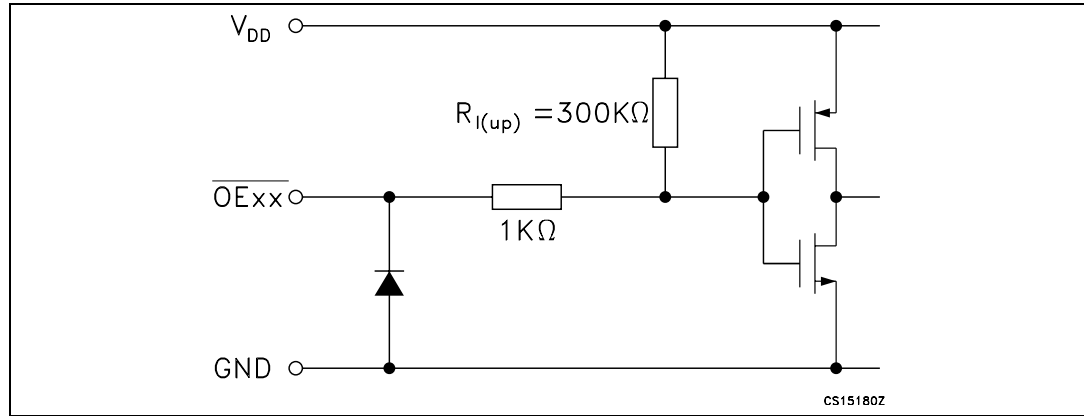 VDD
RI(up) =300KΩ
OExx
1KΩ
GND
CS15180Z